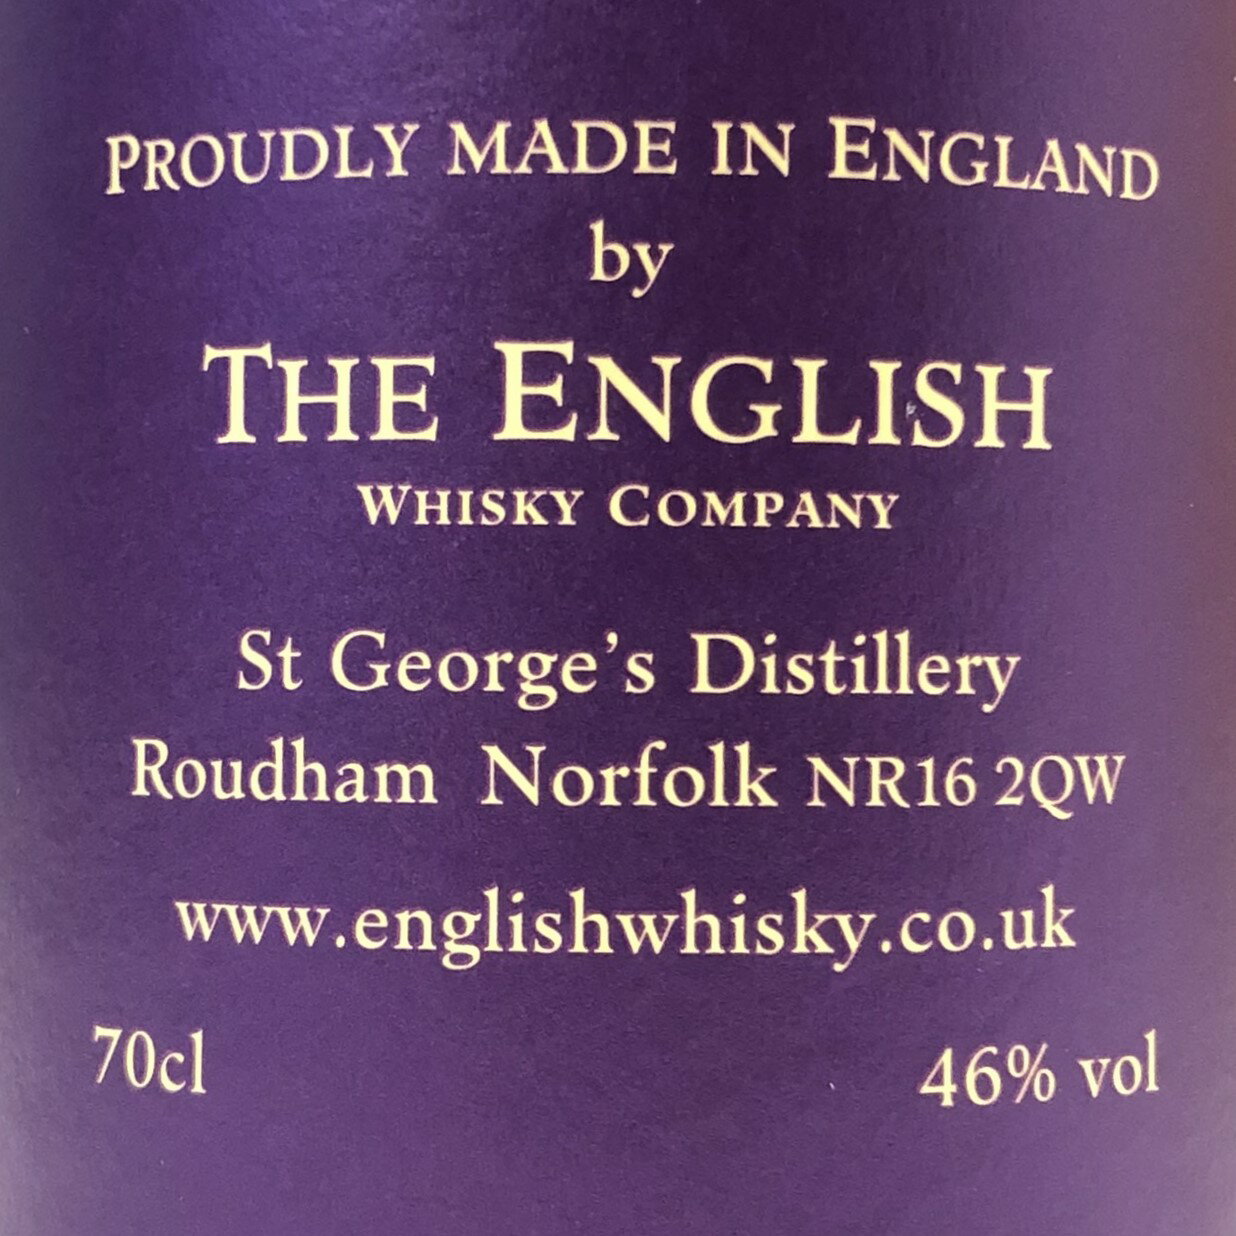 PROUDLY MADE IN ENGLAND
by
THE ENGLISH
WHISKY COMPANY
St George's Distillery
Roudham Norfolk NR16 2QW
www.englishwhisky.co.uk
70cl 46% vol